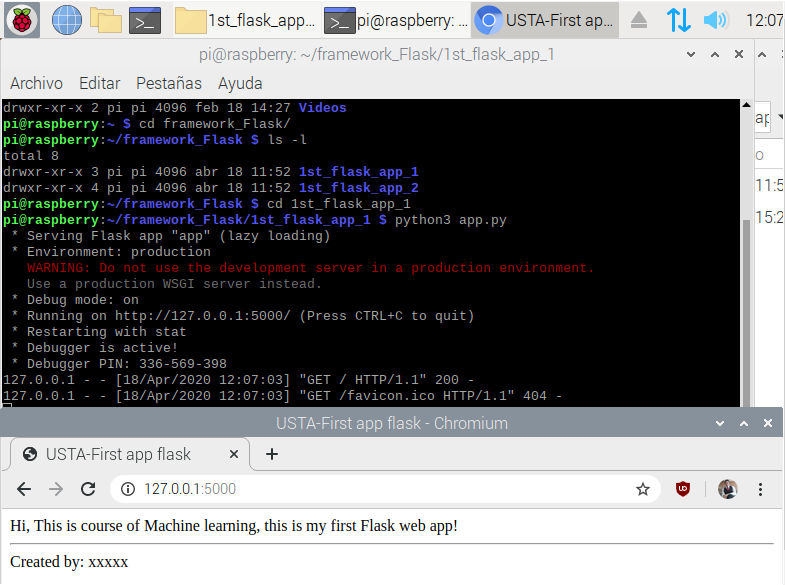 1st_flask_app... pi@raspberry: ... USTA-First ap... 12:07
pi@raspberry: ~/framework_Flask/1st_flask_app_1
Archivo Editar Pestañas Ayuda
drwxr-xr-x 2 pi pi 4096 feb 18 14:27 Videos
pi@raspberry:~ $ cd framework_Flask/
pi@raspberry:~/framework_Flask $ ls -l
total 8
drwxr-xr-x 3 pi pi 4096 abr 18 11:52 1st_flask_app_1
drwxr-xr-x 4 pi pi 4096 abr 18 11:52 1st_flask_app_2
pi@raspberry:~/framework_Flask $ cd 1st_flask_app_1
pi@raspberry:~/framework_Flask/1st_flask_app_1 $ python3 app.py
* Serving Flask app "app" (lazy loading)
* Environment: production
WARNING: Do not use the development server in a production environment.
Use a production WSGI server instead.
* Debug mode: on
* Running on http://127.0.0.1:5000/ (Press CTRL+C to quit)
* Restarting with stat
* Debugger is active!
* Debugger PIN: 336-569-398
127.0.0.1 - - [18/Apr/2020 12:07:03] "GET / HTTP/1.1" 200 -
127.0.0.1 - - [18/Apr/2020 12:07:03] "GET /favicon.ico HTTP/1.1" 404 -
USTA-First app flask - Chromium
USTA-First app flask
127.0.0.1:5000
Hi, This is course of Machine learning, this is my first Flask web app!
Created by: xxxxx